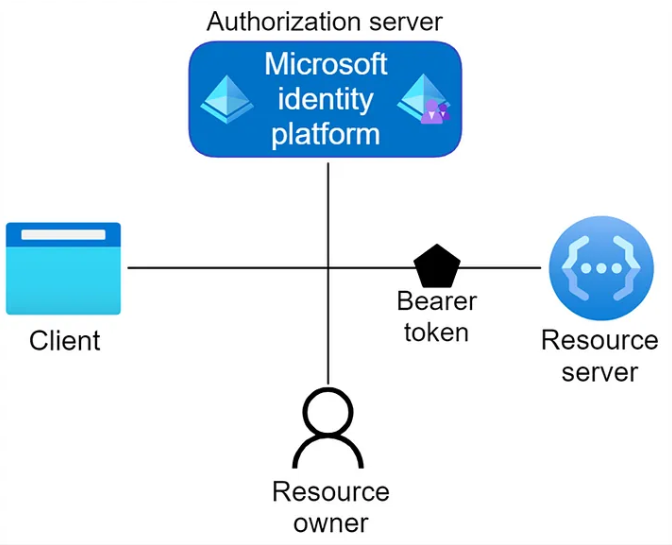 Authorization server
Microsoft
identity
platform
Client
Bearer
token
Resource
server
Resource
owner